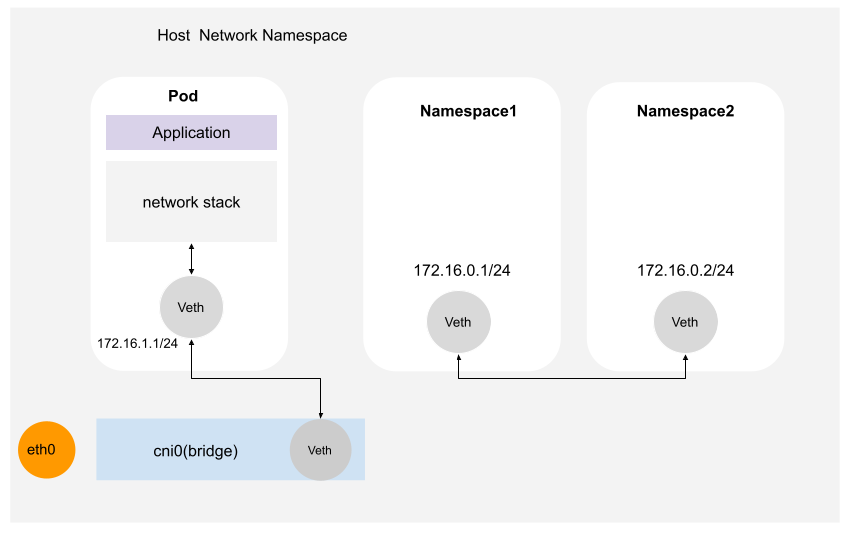 Host  Network Namespace
Pod
Application
network stack
Veth
172.16.1.1/24
Namespace1
172.16.0.1/24
Veth
Namespace2
172.16.0.2/24
Veth
eth0
cni0(bridge)
Veth